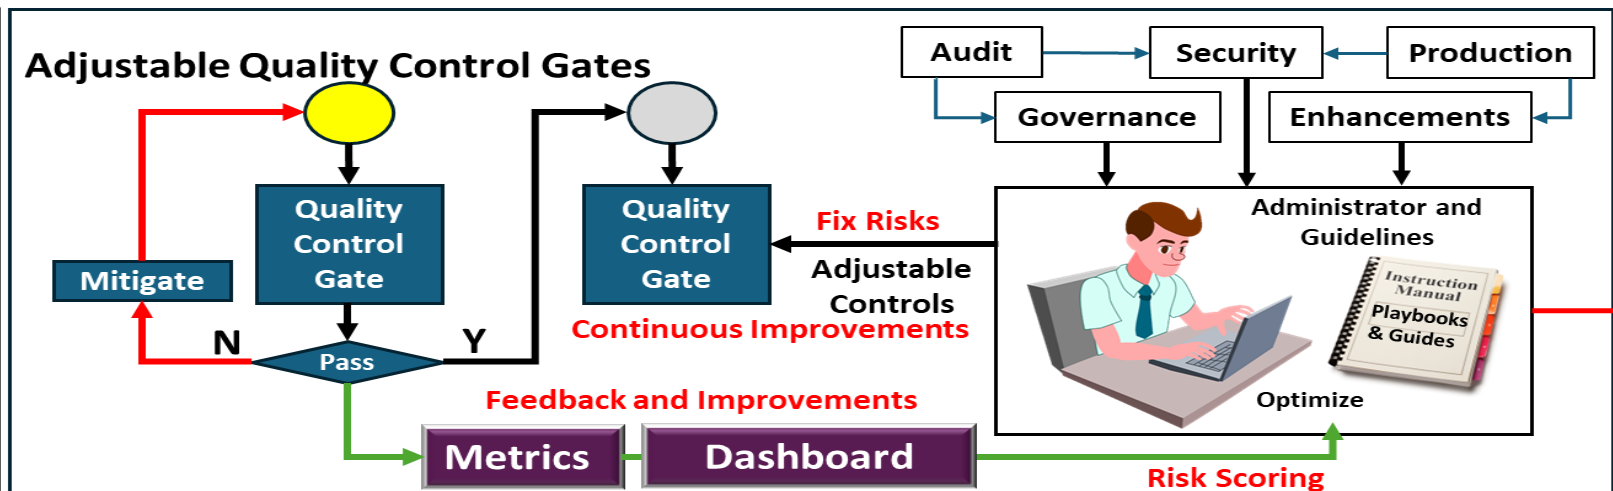 Adjustable Quality Control Gates
Audit
Security
Production
Governance
Enhancements
Quality
Control
Gate
Quality
Control
Gate
Mitigate
N
Pass
Y
Fix Risks
Adjustable
Controls
Continuous Improvements
Administrator and
Guidelines
Instruction
Manual
Playbooks
& Guides
Optimize
Feedback and Improvements
Metrics
Dashboard
Risk Scoring